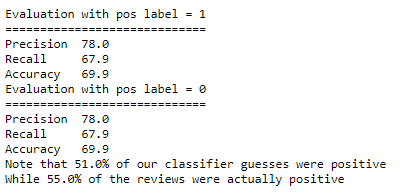 Evaluation with pos label = 1
=============================
Precision  78.0
Recall     67.9
Accuracy   69.9
Evaluation with pos label = 0
=============================
Precision  78.0
Recall     67.9
Accuracy   69.9
Note that 51.0% of our classifier guesses were positive
While 55.0% of the reviews were actually positive